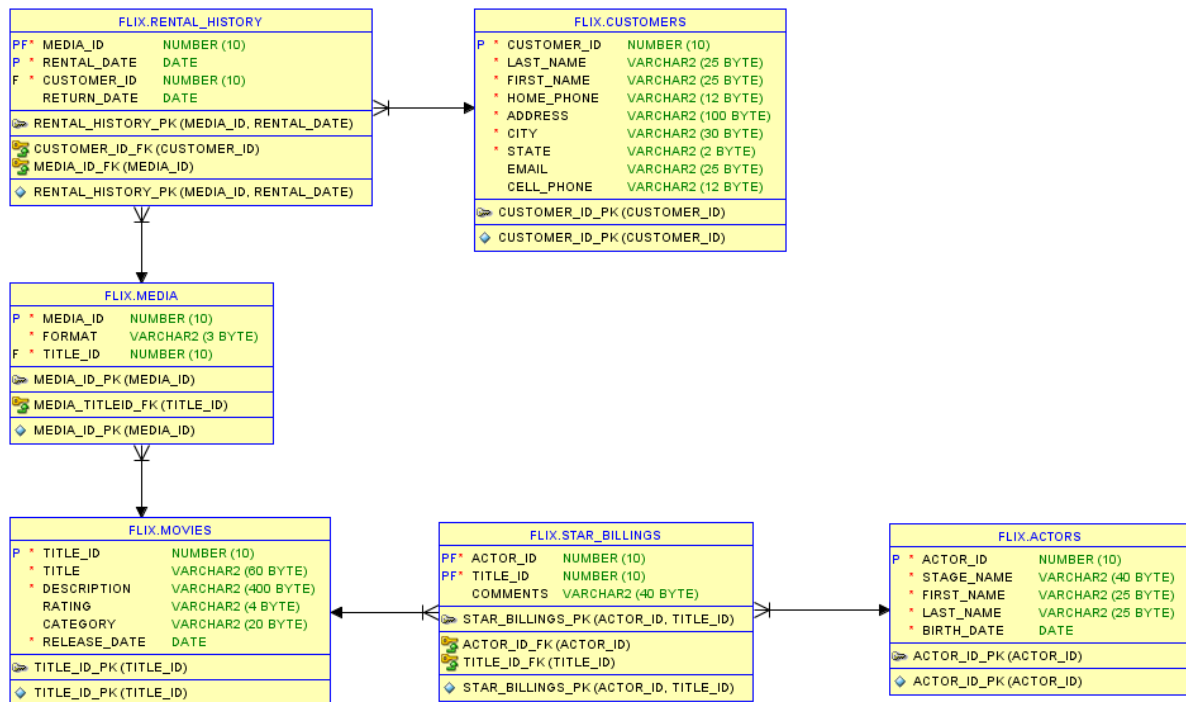 FLIX.RENTAL_HISTORY
PF* MEDIA_ID NUMBER (10)
P * RENTAL_DATE DATE
F * CUSTOMER_ID NUMBER (10)
RETURN_DATE DATE
RENTAL_HISTORY_PK (MEDIA_ID, RENTAL_DATE)
CUSTOMER_ID_FK (CUSTOMER_ID)
MEDIA_ID_FK (MEDIA_ID)
RENTAL_HISTORY_PK (MEDIA_ID, RENTAL_DATE)
FLIX.CUSTOMERS
P * CUSTOMER_ID NUMBER (10)
* LAST_NAME VARCHAR2 (25 BYTE)
* FIRST_NAME VARCHAR2 (25 BYTE)
* HOME_PHONE VARCHAR2 (12 BYTE)
* ADDRESS VARCHAR2 (100 BYTE)
* CITY VARCHAR2 (30 BYTE)
* STATE VARCHAR2 (2 BYTE)
EMAIL VARCHAR2 (25 BYTE)
CELL_PHONE VARCHAR2 (12 BYTE)
CUSTOMER_ID_PK (CUSTOMER_ID)
CUSTOMER_ID_PK (CUSTOMER_ID)
FLIX.MEDIA
P * MEDIA_ID NUMBER (10)
* FORMAT VARCHAR2 (3 BYTE)
F * TITLE_ID NUMBER (10)
MEDIA_ID_PK (MEDIA_ID)
MEDIA_TITLEID_FK (TITLE_ID)
MEDIA_ID_PK (MEDIA_ID)
FLIX.MOVIES
P * TITLE_ID NUMBER (10)
* TITLE VARCHAR2 (60 BYTE)
* DESCRIPTION VARCHAR2 (400 BYTE)
RATING VARCHAR2 (4 BYTE)
CATEGORY VARCHAR2 (20 BYTE)
* RELEASE_DATE DATE
TITLE_ID_PK (TITLE_ID)
TITLE_ID_PK (TITLE_ID)
FLIX.STAR_BILLINGS
PF* ACTOR_ID NUMBER (10)
PF* TITLE_ID NUMBER (10)
COMMENTS VARCHAR2 (40 BYTE)
STAR_BILLINGS_PK (ACTOR_ID, TITLE_ID)
ACTOR_ID_FK (ACTOR_ID)
TITLE_ID_FK (TITLE_ID)
STAR_BILLINGS_PK (ACTOR_ID, TITLE_ID)
FLIX.ACTORS
P * ACTOR_ID NUMBER (10)
* STAGE_NAME VARCHAR2 (40 BYTE)
* FIRST_NAME VARCHAR2 (25 BYTE)
* LAST_NAME VARCHAR2 (25 BYTE)
* BIRTH_DATE DATE
ACTOR_ID_PK (ACTOR_ID)
ACTOR_ID_PK (ACTOR_ID)